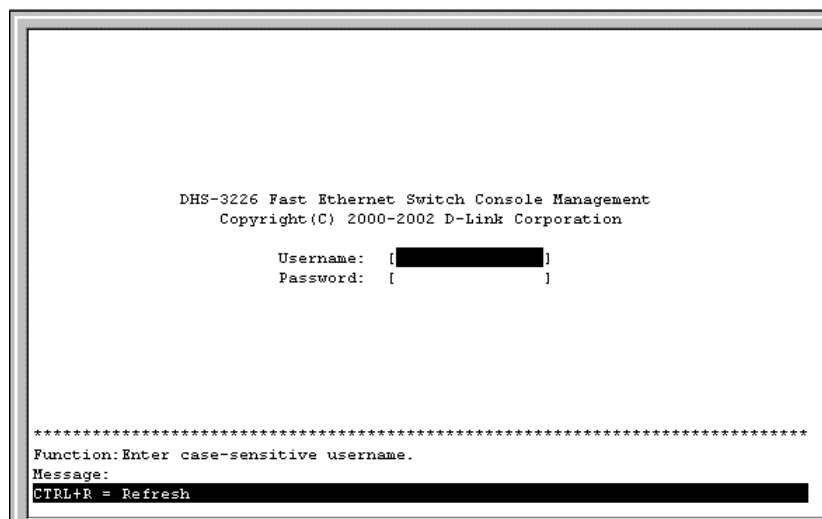 DHS-3226 Fast Ethernet Switch Console Management
Copyright(C) 2000-2002 D-Link Corporation
Username: [ ]
Password: [ ]
*******************************************************************************
Function:Enter case-sensitive username.
Message:
CTRL+R = Refresh